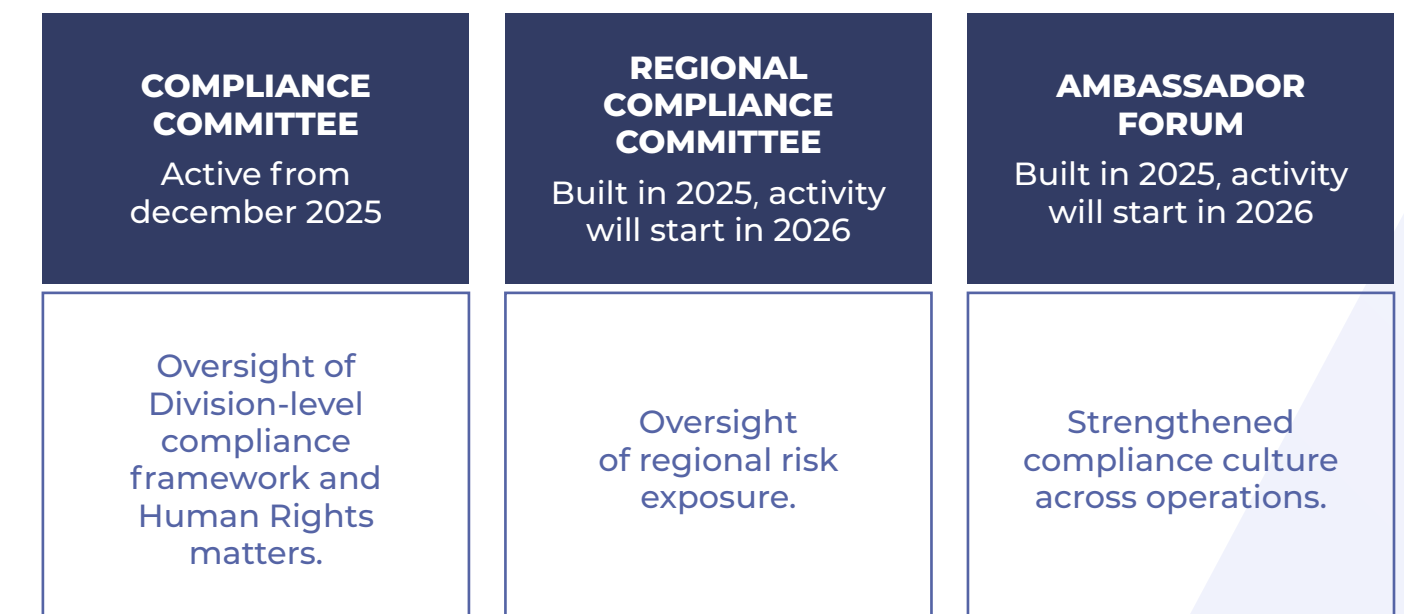 COMPLIANCE
COMMITTEE
Active from
december 2025
Oversight of
Division-level
compliance
framework and
Human Rights
matters.
REGIONAL
COMPLIANCE
COMMITTEE
Built in 2025, activity
will start in 2026
Oversight
of regional risk
exposure.
AMBASSADOR
FORUM
Built in 2025, activity
will start in 2026
Strengthened
compliance culture
across operations.